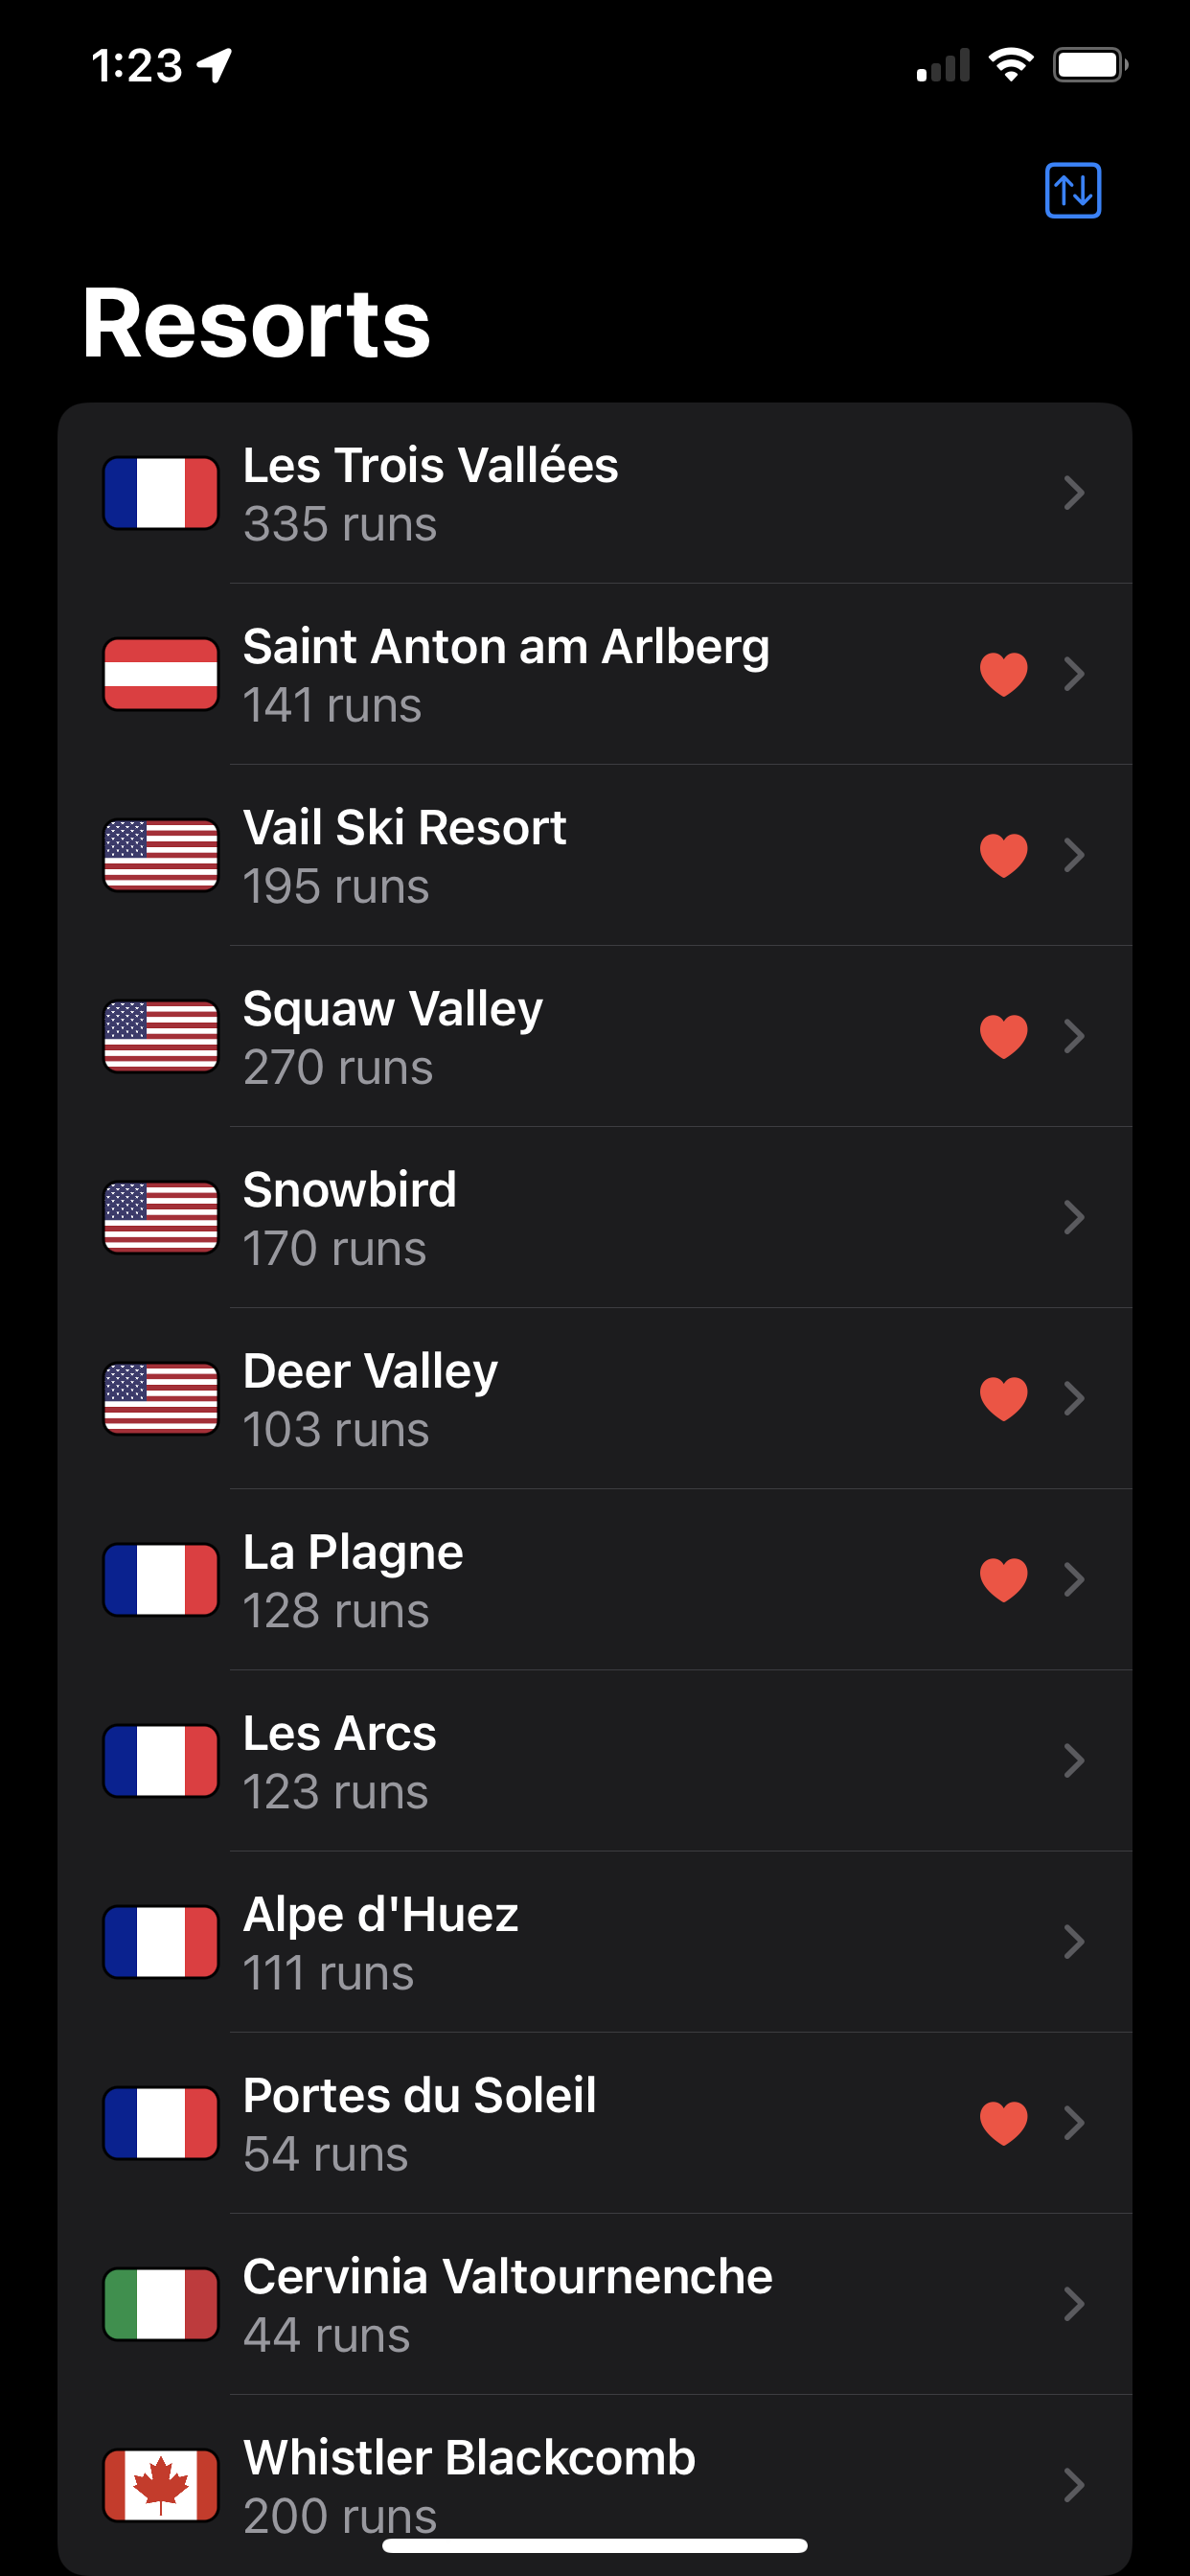 1:23
Resorts
Les Trois Vallées
335 runs
Saint Anton am Arlberg
141 runs
Vail Ski Resort
195 runs
Squaw Valley
270 runs
Snowbird
170 runs
Deer Valley
103 runs
La Plagne
128 runs
Les Arcs
123 runs
Alpe d'Huez
111 runs
Portes du Soleil
54 runs
Cervinia Valtournenche
44 runs
Whistler Blackcomb
200 runs